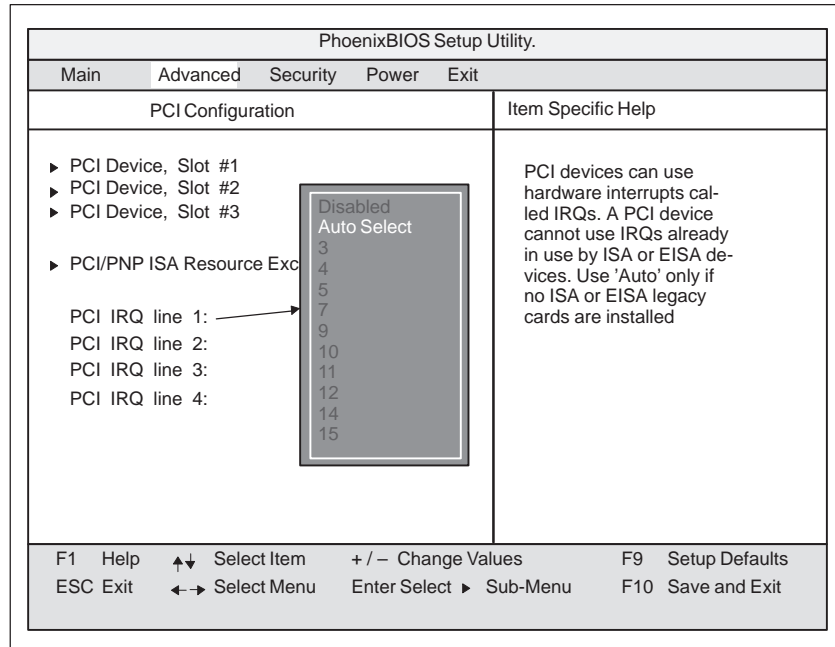 PhoenixBIOS Setup Utility.
Main Advanced Security Power Exit
PCI Configuration
Item Specific Help
PCI Device, Slot #1
PCI Device, Slot #2
PCI Device, Slot #3
PCI/PNP ISA Resource Exc
PCI IRQ line 1:
PCI IRQ line 2:
PCI IRQ line 3:
PCI IRQ line 4:
Disabled
Auto Select
3
4
5
7
9
10
11
12
14
15
PCI devices can use
hardware interrupts cal-
led IRQs. A PCI device
cannot use IRQs already
in use by ISA or EISA de-
vices. Use 'Auto' only if
no ISA or EISA legacy
cards are installed
F1 Help Select Item + / – Change Values F9 Setup Defaults
ESC Exit Select Menu Enter Select Sub-Menu F10 Save and Exit